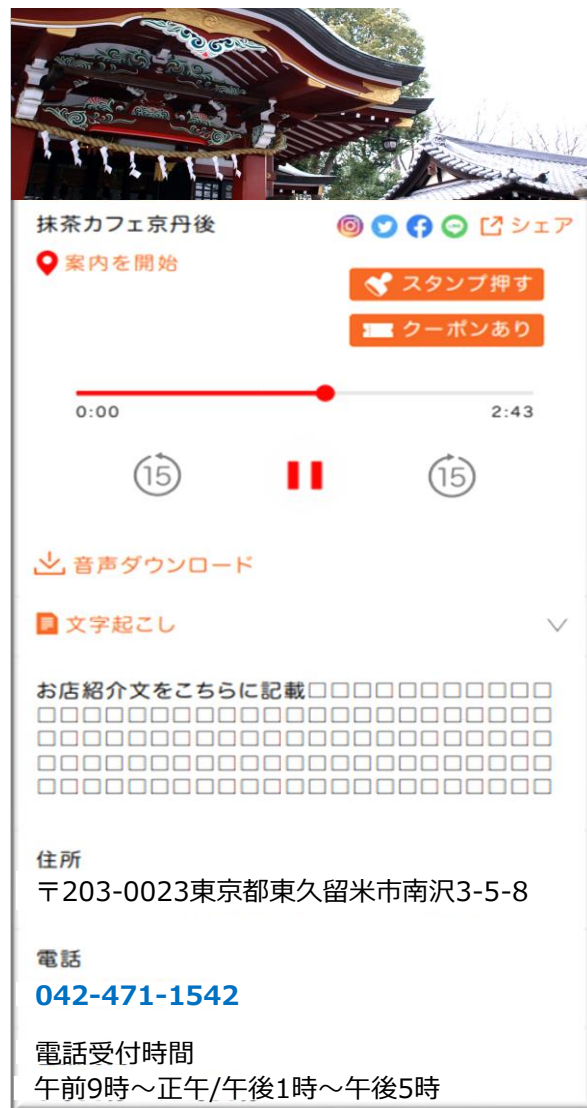 抹茶カフェ京丹後
シェア
案内を開始
スタンプ押す
クーポンあり
0:00
2:43
15
15
音声ダウンロード
文字起こし
お店紹介文をこちらに記載□□□□□□□□□□□
□□□□□□□□□□□□□□□□□□□□□□□
□□□□□□□□□□□□□□□□□□□□□□□
□□□□□□□□□□□□□□□□□□□□□□□
□□□□□□□□□□□□□□□□□□□□□□□
住所
〒203-0023東京都東久留米市南沢3-5-8
電話
042-471-1542
電話受付時間
午前9時～正午/午後1時～午後5時